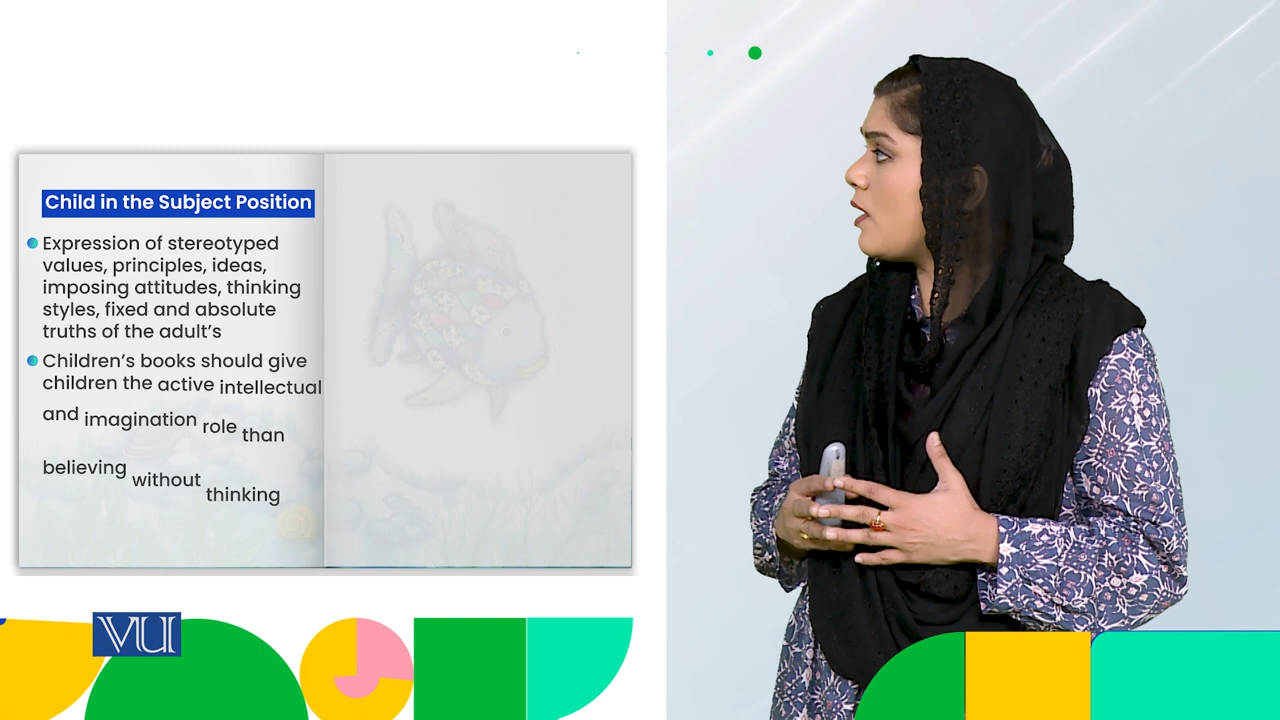 Child in the Subject Position
Expression of stereotyped
values, principles, ideas,
imposing attitudes, thinking
styles, fixed and absolute
truths of the adult's
Children's books should give
children the active intellectual
and imagination role than
believing without thinking
VU